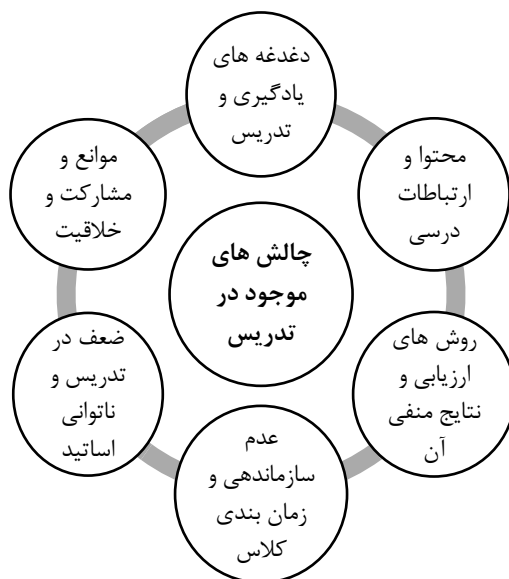 دغدغه های
یادگیری و
تدریس
محتوا و
ارتباطات
درسی
روش های
ارزیابی و
نتایج منفی
آن
عدم
سازماندهی و
زمان بندی
کلاس
ضعف در
تدریس و
ناتوانی
اساتید
موانع و
مشارکت و
خلاقیت
چالش های
موجود در
تدریس